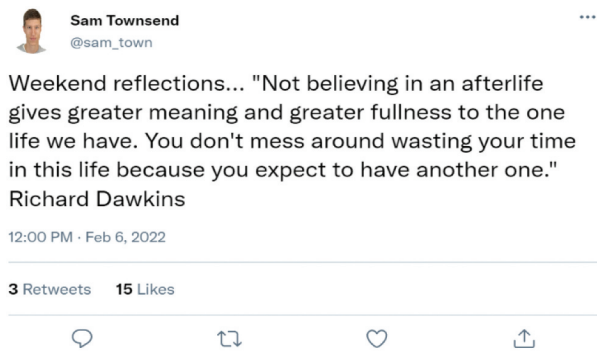 Sam Townsend
@sam_town
Weekend reflections... "Not believing in an afterlife
gives greater meaning and greater fullness to the one
life we have. You don't mess around wasting your time
in this life because you expect to have another one."
Richard Dawkins
12:00 PM · Feb 6, 2022
3 Retweets 15 Likes